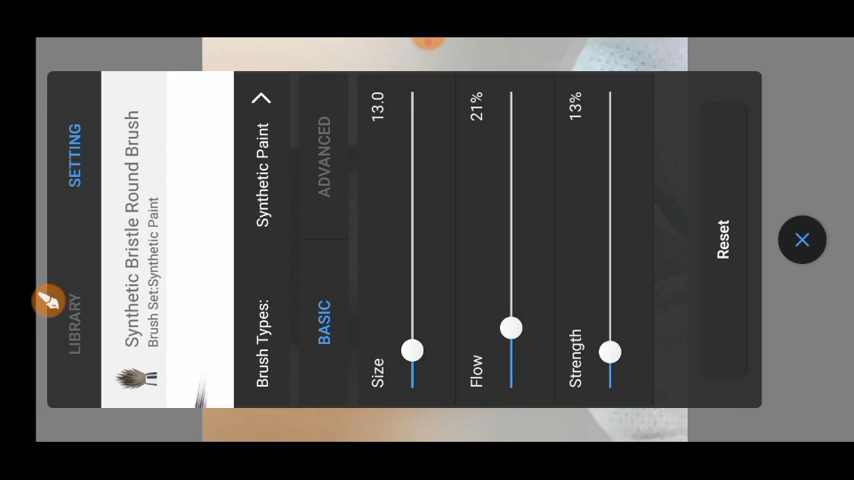 LIBRARY
SETTING
Synthetic Bristle Round Brush
Brush Set:Synthetic Paint
Brush Types:
Synthetic Paint
BASIC
ADVANCED
Size
13.0
Flow
21%
Strength
13%
Reset